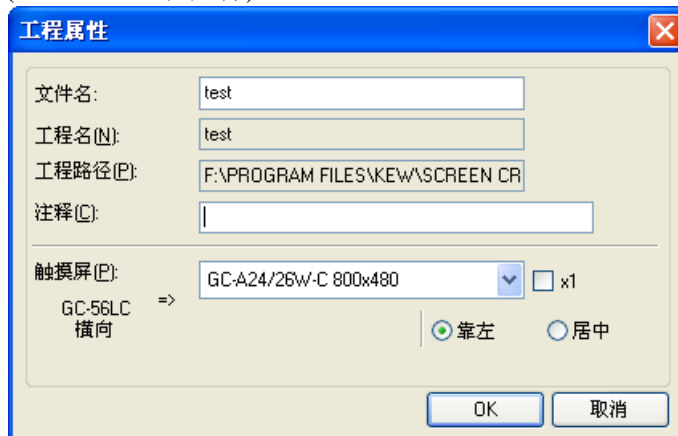 工程属性
文件名: test
工程名(N): test
工程路径(P): F:\PROGRAM FILES\KEW\SCREEN CR
注释(C):
触摸屏(P): GC-A24/26W-C 800x480 x1
GC-56LC =>
横向
靠左 居中
OK 取消